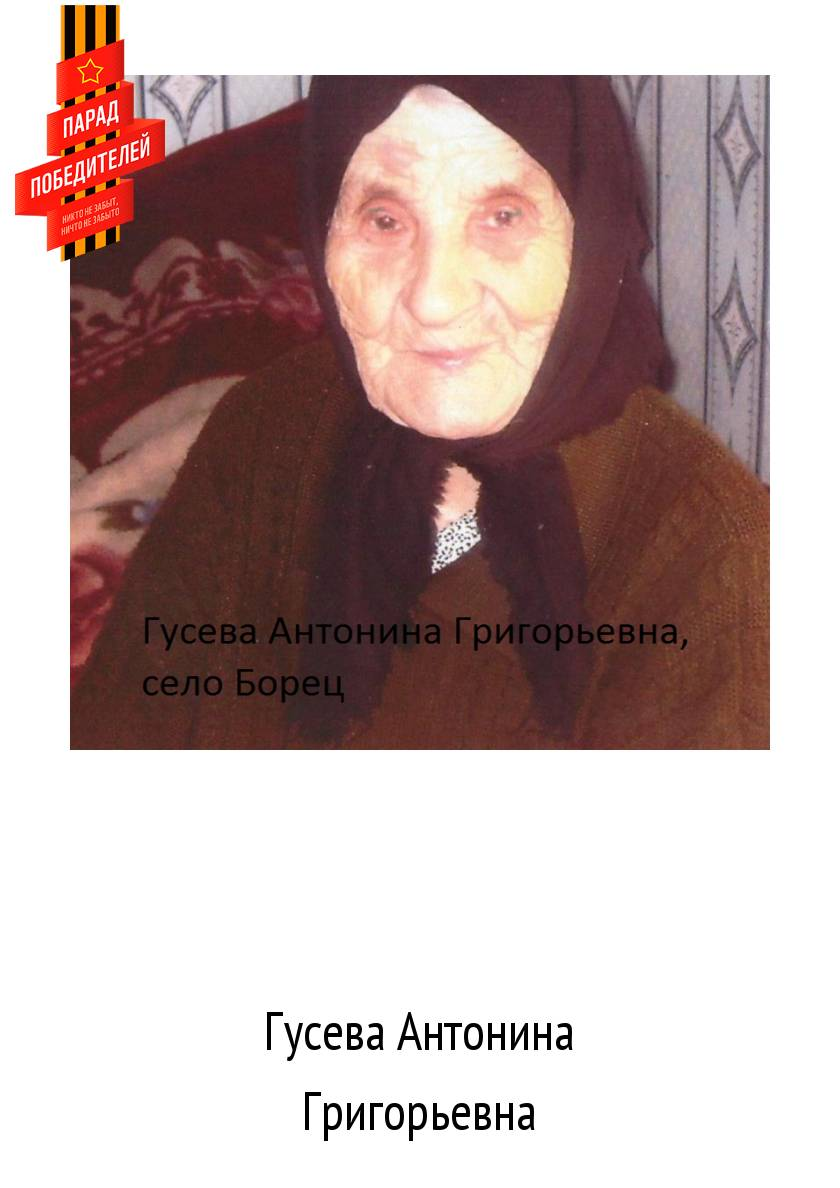 ПАРАД
ПОБЕДИТЕЛЕЙ
НИКТО НЕ ЗАБЫТ,
НИЧТО НЕ ЗАБЫТО
Гусева Антонина Григорьевна,
село Борец
Гусева Антонина
Григорьевна